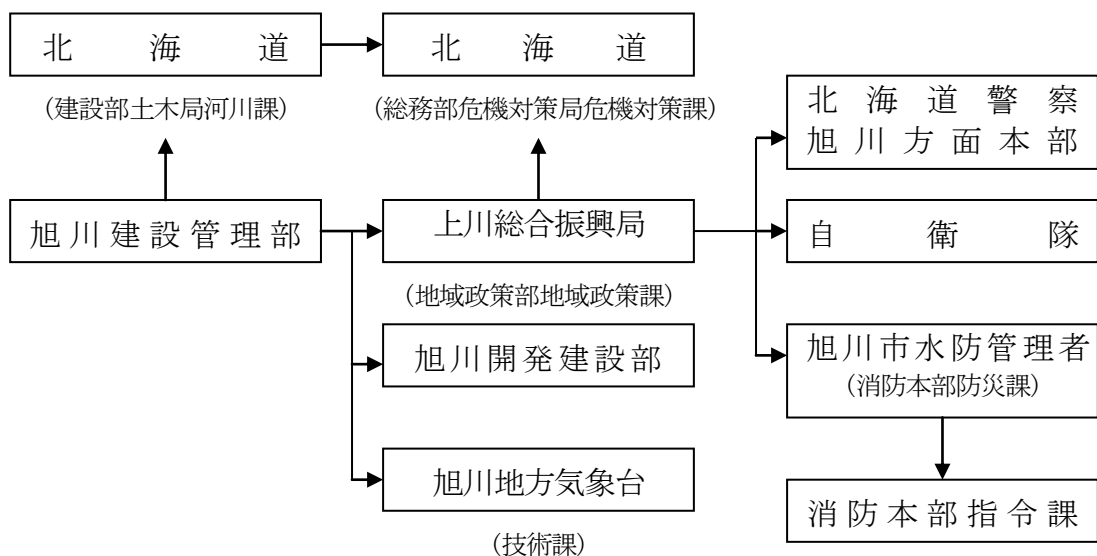 北海道
北海道
(建設部土木局河川課)
(総務部危機対策局危機対策課)
北海道警察
旭川方面本部
旭川建設管理部
上川総合振興局
自衛隊
(地域政策部地域政策課)
旭川開発建設部
旭川市水防管理者
(消防本部防災課)
旭川地方気象台
(技術課)
消防本部指令課